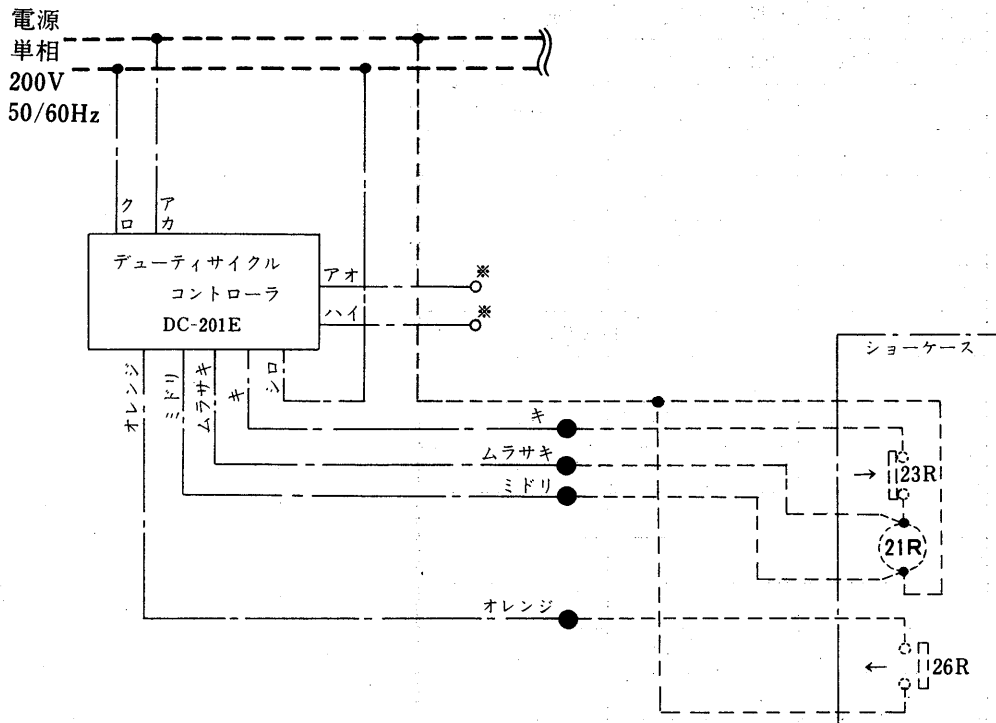 電源
単相
200V
50/60Hz
クロ
アカ
デューティサイクル
コントローラ
DC-201E
アオ
※
ハイ
※
オレンジ
ミドリ
ムラサキ
キ
シロ
ショーケース
キ
ムラサキ
ミドリ
→
23R
21R
オレンジ
←
26R